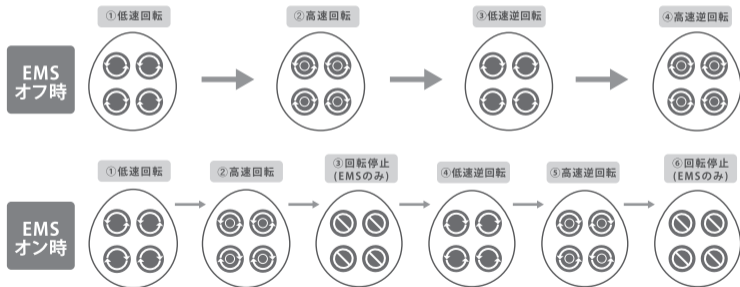 ①低速回転
②高速回転
③低速逆回転
④高速逆回転
EMS
オフ時
①低速回転
②高速回転
③回転停止
(EMSのみ)
④低速逆回転
⑤高速逆回転
⑥回転停止
(EMSのみ)
EMS
オン時